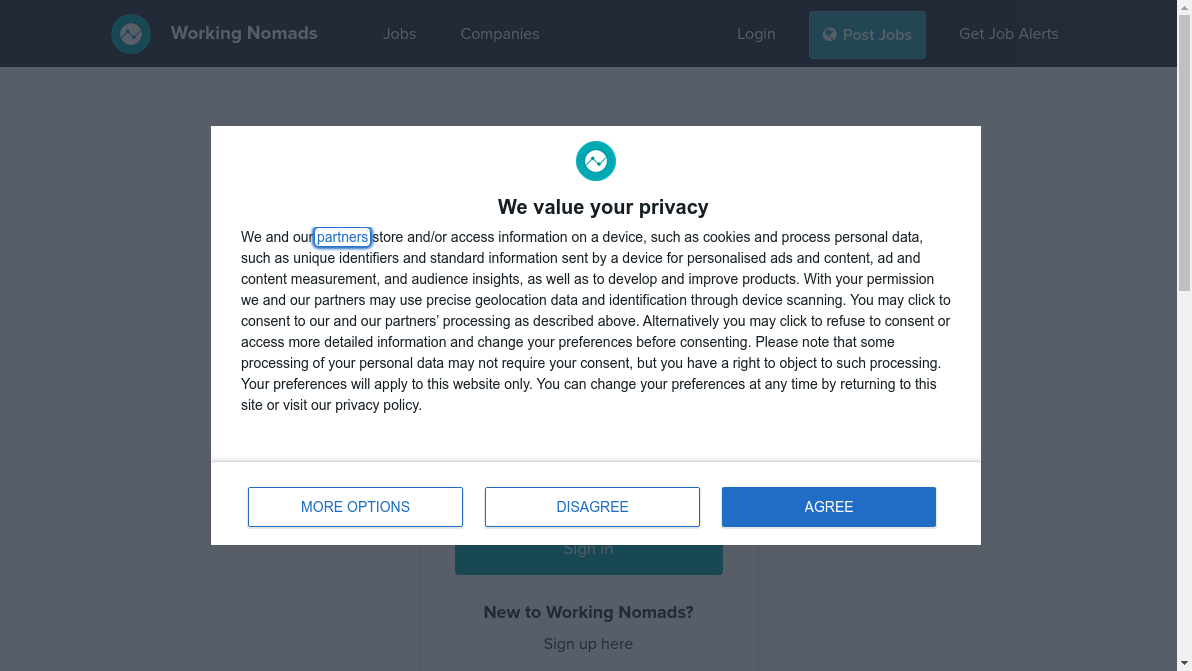 Working Nomads
Jobs
Companies
Login
Post Jobs
Get Job Alerts
We value your privacy
We and our partners store and/or access information on a device, such as cookies and process personal data,
such as unique identifiers and standard information sent by a device for personalised ads and content, ad and
content measurement, and audience insights, as well as to develop and improve products. With your permission
we and our partners may use precise geolocation data and identification through device scanning. You may click to
consent to our and our partners’ processing as described above. Alternatively you may click to refuse to consent or
access more detailed information and change your preferences before consenting. Please note that some
processing of your personal data may not require your consent, but you have a right to object to such processing.
Your preferences will apply to this website only. You can change your preferences at any time by returning to this
site or visit our privacy policy.
MORE OPTIONS
DISAGREE
AGREE
Sign In
New to Working Nomads?
Sign up here